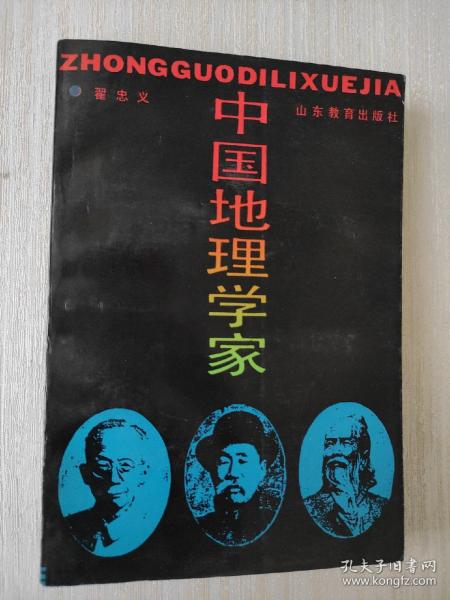 ZHONGGUODILIXUEJIA
翟忠义
山东教育出版社
中国地理学家
孔夫子旧书网
www.kongfz.com